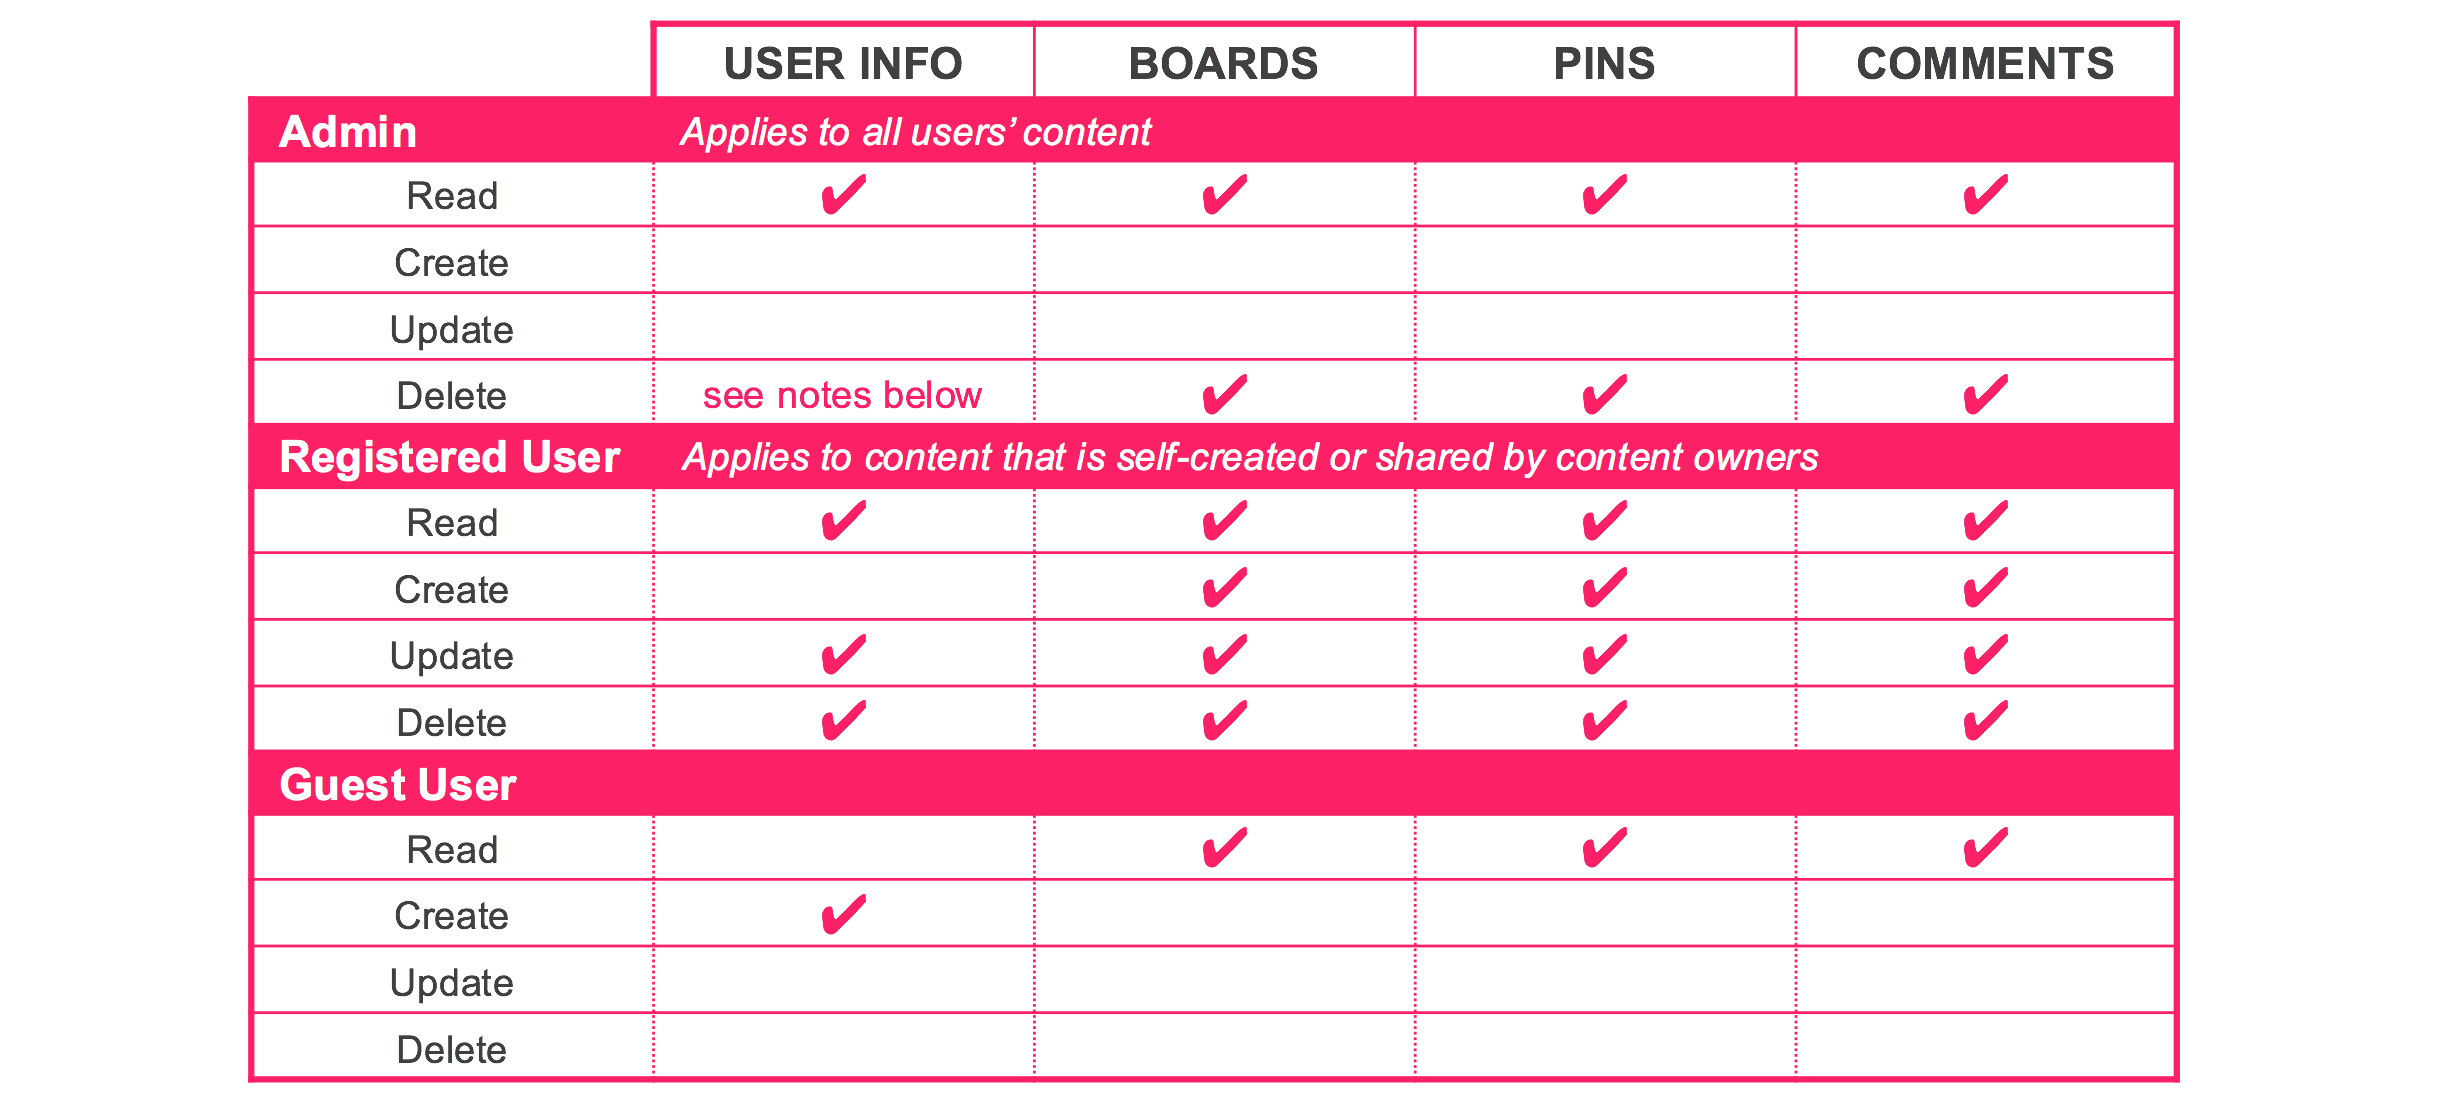 USER INFO BOARDS PINS COMMENTS
Admin Applies to all users’ content
Read ✔ ✔ ✔ ✔
Create
Update
Delete see notes below ✔ ✔ ✔
Registered User Applies to content that is self-created or shared by content owners
Read ✔ ✔ ✔ ✔
Create ✔ ✔ ✔
Update ✔ ✔ ✔ ✔
Delete ✔ ✔ ✔ ✔
Guest User
Read ✔ ✔ ✔
Create ✔
Update
Delete